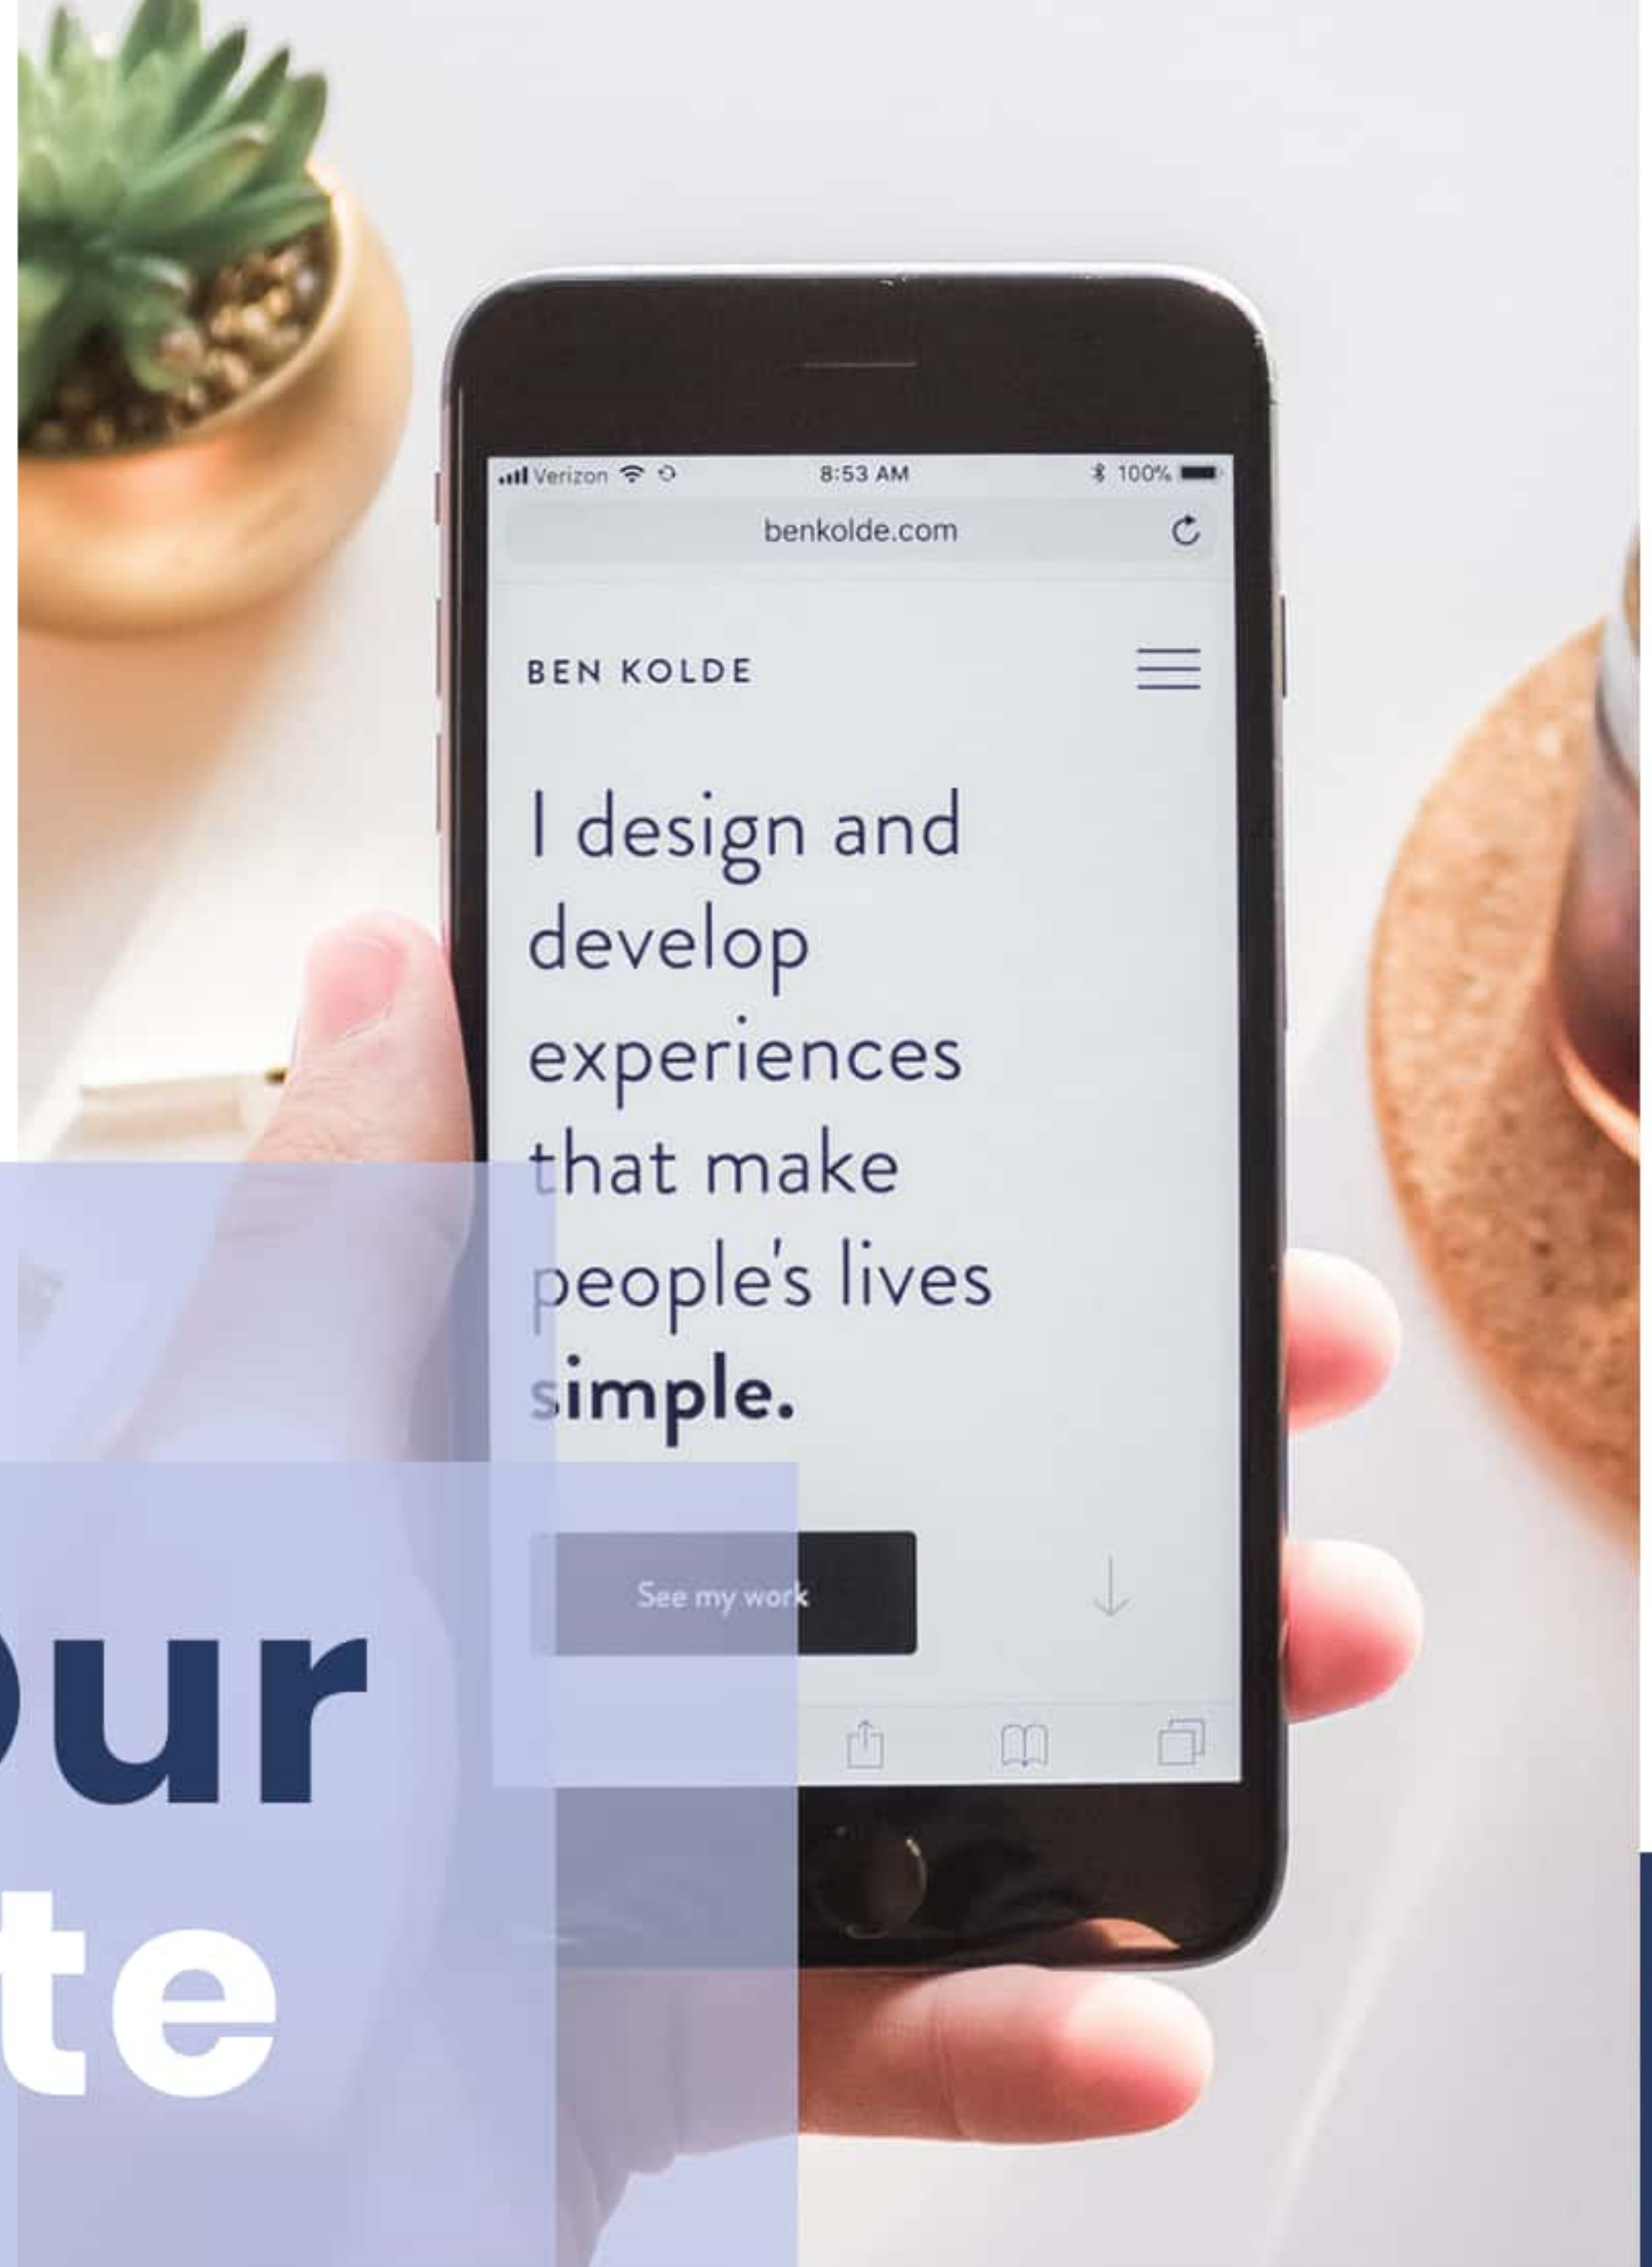 Verizon 8:53 AM 100%
benkolde.com
BEN KOLDE
I design and
develop
experiences
that make
people's lives
simple.
See my work
our
te